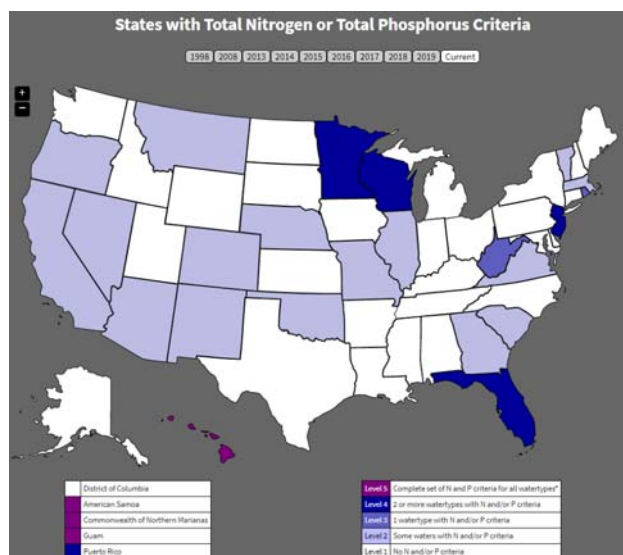 States with Total Nitrogen or Total Phosphorus Criteria
1998 2008 2013 2014 2015 2016 2017 2018 2019 Current
+
−
District of Columbia
American Samoa
Commonwealth of Northern Marianas
Guam
Puerto Rico
Level 5 Complete set of N and P criteria for all watertypes*
Level 4 2 or more watertypes with N and/or P criteria
Level 3 1 watertype with N and/or P criteria
Level 2 Some waters with N and/or P criteria
Level 1 No N and/or P criteria